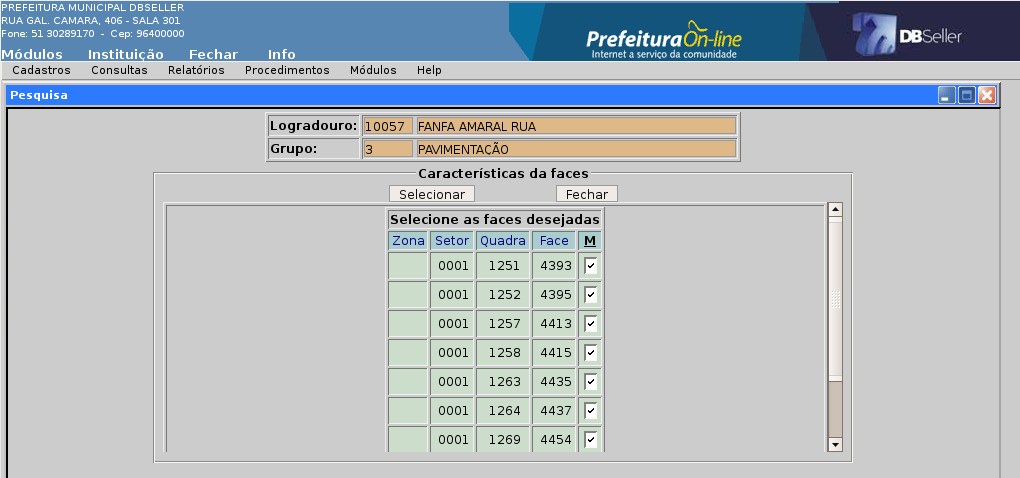 PREFEITURA MUNICIPAL DBSELLER
RUA GAL. CAMARA, 406 - SALA 301
Fone: 51 30289170 - Cep: 96400000
PrefeituraOn-line
Internet a serviço da comunidade
DBSeller
Módulos Instituição Fechar Info
Cadastros Consultas Relatórios Procedimentos Módulos Help
Pesquisa
Logradouro: 10057 FANFA AMARAL RUA
Grupo: 3 PAVIMENTAÇÃO
Características da faces
Selecionar Fechar
Selecione as faces desejadas
Zona Setor Quadra Face M
0001 1251 4393
0001 1252 4395
0001 1257 4413
0001 1258 4415
0001 1263 4435
0001 1264 4437
0001 1269 4454